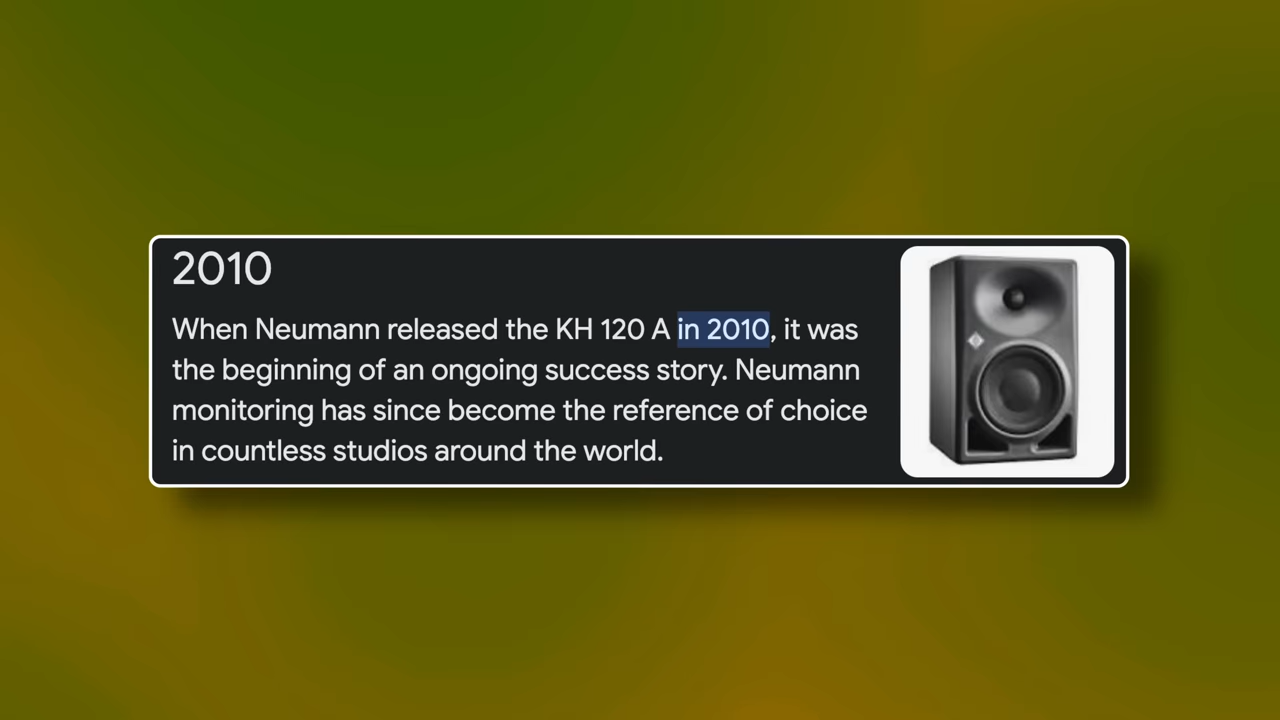 2010
When Neumann released the KH 120 A in 2010, it was
the beginning of an ongoing success story. Neumann
monitoring has since become the reference of choice
in countless studios around the world.